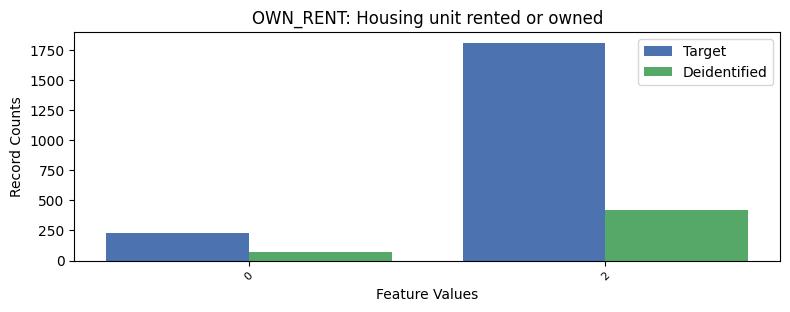 OWN_RENT: Housing unit rented or owned
Target
Deidentified
Record Counts
1750
1500
1250
1000
750
500
250
0
0
2
Feature Values